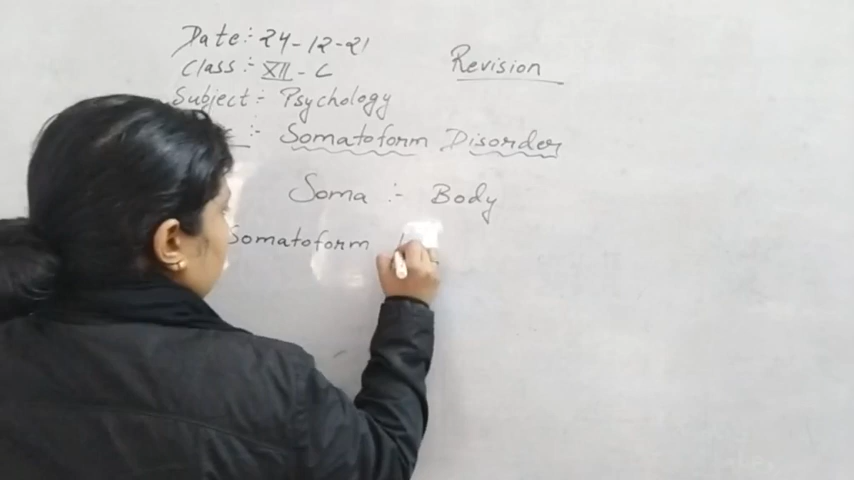 Date:- 24-12-21
Class:- XII - C
Revision
Subject:- Psychology
:- Somatoform Disorder
Soma :- Body
Somatoform